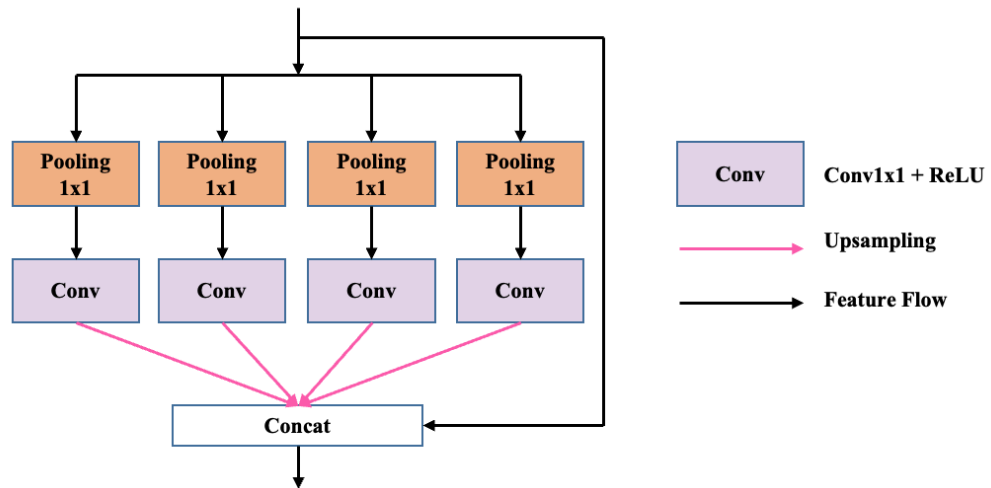 Pooling
1x1
Pooling
1x1
Pooling
1x1
Pooling
1x1
Conv
Conv
Conv
Conv
Concat
Conv
Conv1x1 + ReLU
Upsampling
Feature Flow